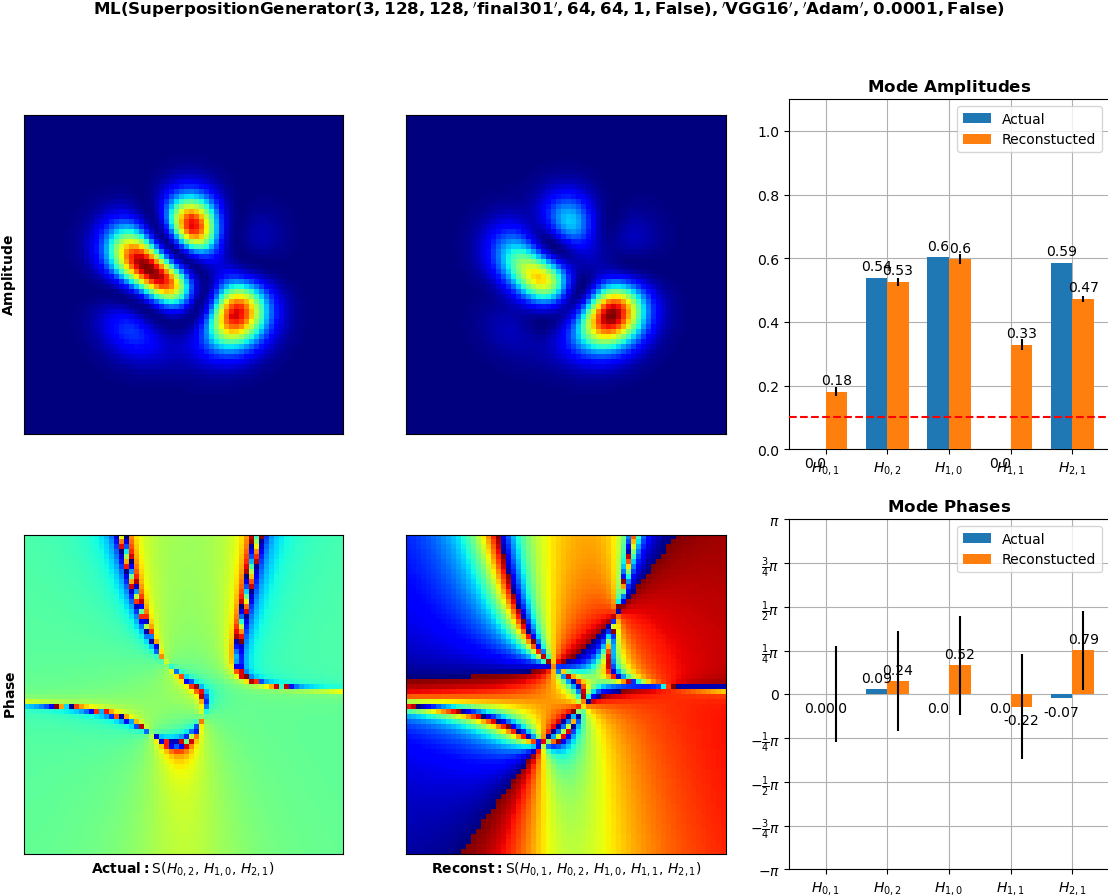 ML(SuperpositionGenerator(3, 128, 128, 'final301', 64, 64, 1, False), 'VGG16', 'Adam', 0.0001, False)
Amplitude
Mode Amplitudes
Actual
Reconstucted
1.0
0.8
0.6
0.4
0.2
0.0
0.0
0.18
0.54
0.53
0.6
0.6
0.0
0.33
0.59
0.47
H0,1
H0,2
H1,0
H1,1
H2,1
Phase
Actual: S(H0,2, H1,0, H2,1)
Reconst: S(H0,1, H0,2, H1,0, H1,1, H2,1)
Mode Phases
Actual
Reconstucted
π
3/4π
1/2π
1/4π
0
−1/4π
−1/2π
−3/4π
−π
0.0
0.0
0.09
0.24
0.0
0.52
0.0
-0.22
-0.07
0.79
H0,1
H0,2
H1,0
H1,1
H2,1